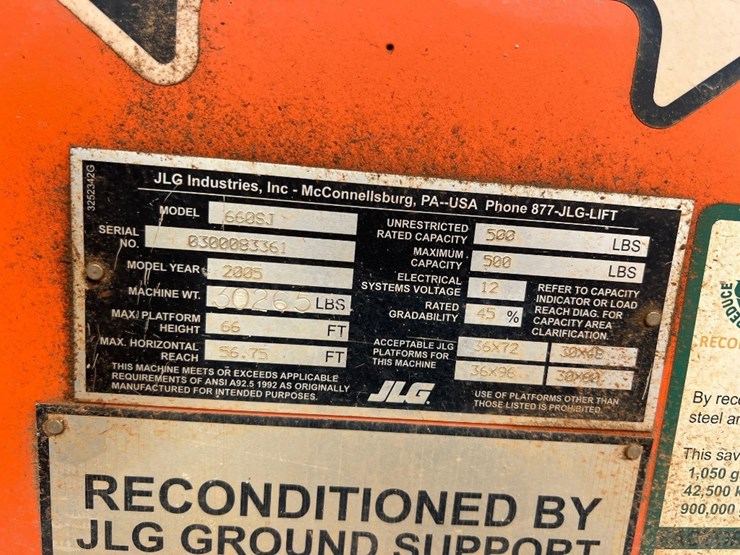 3252342G
JLG Industries, Inc - McConnellsburg, PA--USA Phone 877-JLG-LIFT
MODEL 660SJ
SERIAL NO. 0300083361
MODEL YEAR 2005
MACHINE WT. 30265 LBS
MAX. PLATFORM HEIGHT 66 FT
MAX. HORIZONTAL REACH 56.75 FT
THIS MACHINE MEETS OR EXCEEDS APPLICABLE
REQUIREMENTS OF ANSI A92.5 1992 AS ORIGINALLY
MANUFACTURED FOR INTENDED PURPOSES.
UNRESTRICTED RATED CAPACITY 500 LBS
MAXIMUM CAPACITY 500 LBS
ELECTRICAL SYSTEMS VOLTAGE 12
RATED GRADABILITY 45 %
REFER TO CAPACITY
INDICATOR OR LOAD
REACH DIAG. FOR
CAPACITY AREA
CLARIFICATION.
ACCEPTABLE JLG
PLATFORMS FOR
THIS MACHINE
36X72 30X48
36X96 30X60
JLG
USE OF PLATFORMS OTHER THAN
THOSE LISTED IS PROHIBITED
RECONDITIONED BY
JLG GROUND SUPPORT
REDUCE
By
steel
This
1,050
42,500
900,000